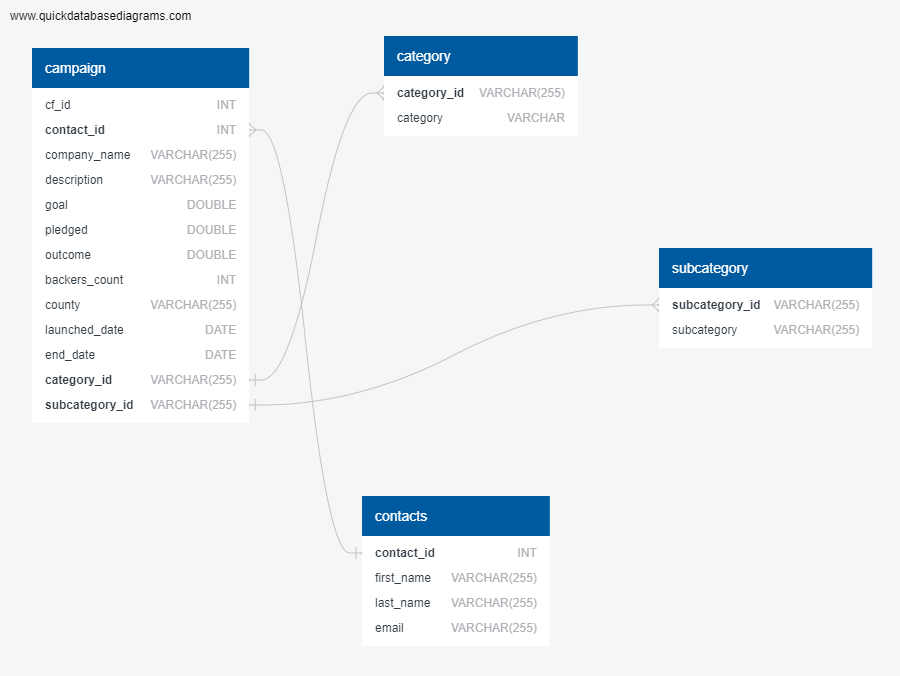 www.quickdatabasediagrams.com
campaign
cf_id INT
contact_id INT
company_name VARCHAR(255)
description VARCHAR(255)
goal DOUBLE
pledged DOUBLE
outcome DOUBLE
backers_count INT
county VARCHAR(255)
launched_date DATE
end_date DATE
category_id VARCHAR(255)
subcategory_id VARCHAR(255)
category
category_id VARCHAR(255)
category VARCHAR
subcategory
subcategory_id VARCHAR(255)
subcategory VARCHAR(255)
contacts
contact_id INT
first_name VARCHAR(255)
last_name VARCHAR(255)
email VARCHAR(255)